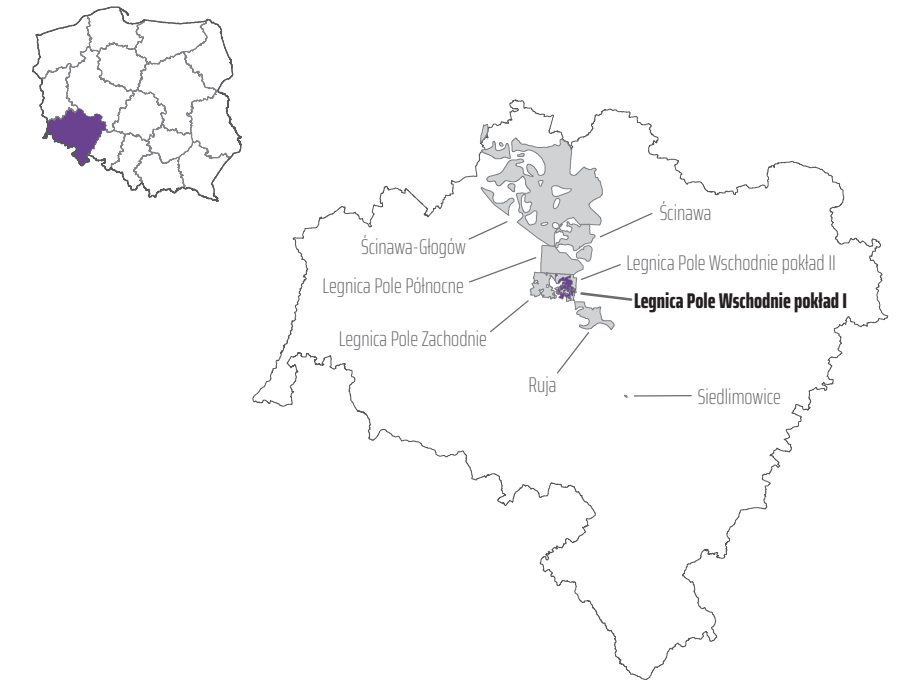 Ścinawa
Ścinawa-Głogów
Legnica Pole Wschodnie pokład II
Legnica Pole Północne
Legnica Pole Wschodnie pokład I
Legnica Pole Zachodnie
Ruja
Siedlimowice